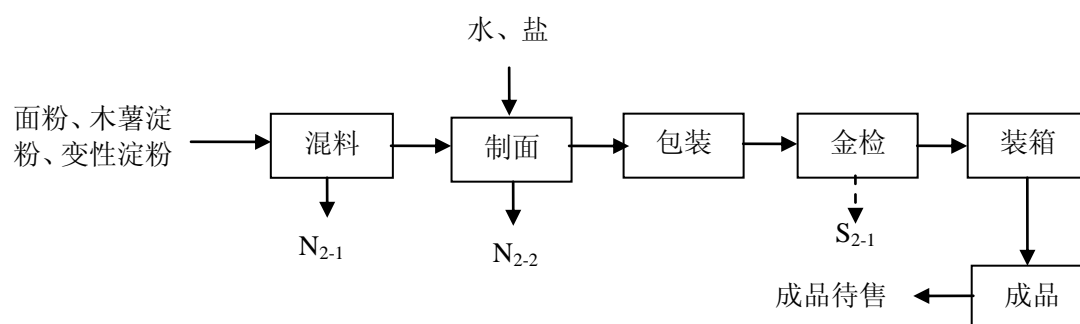 水、盐
面粉、木薯淀
粉、变性淀粉
混料
制面
包装
金检
装箱
N2-1
N2-2
S2-1
成品待售
成品